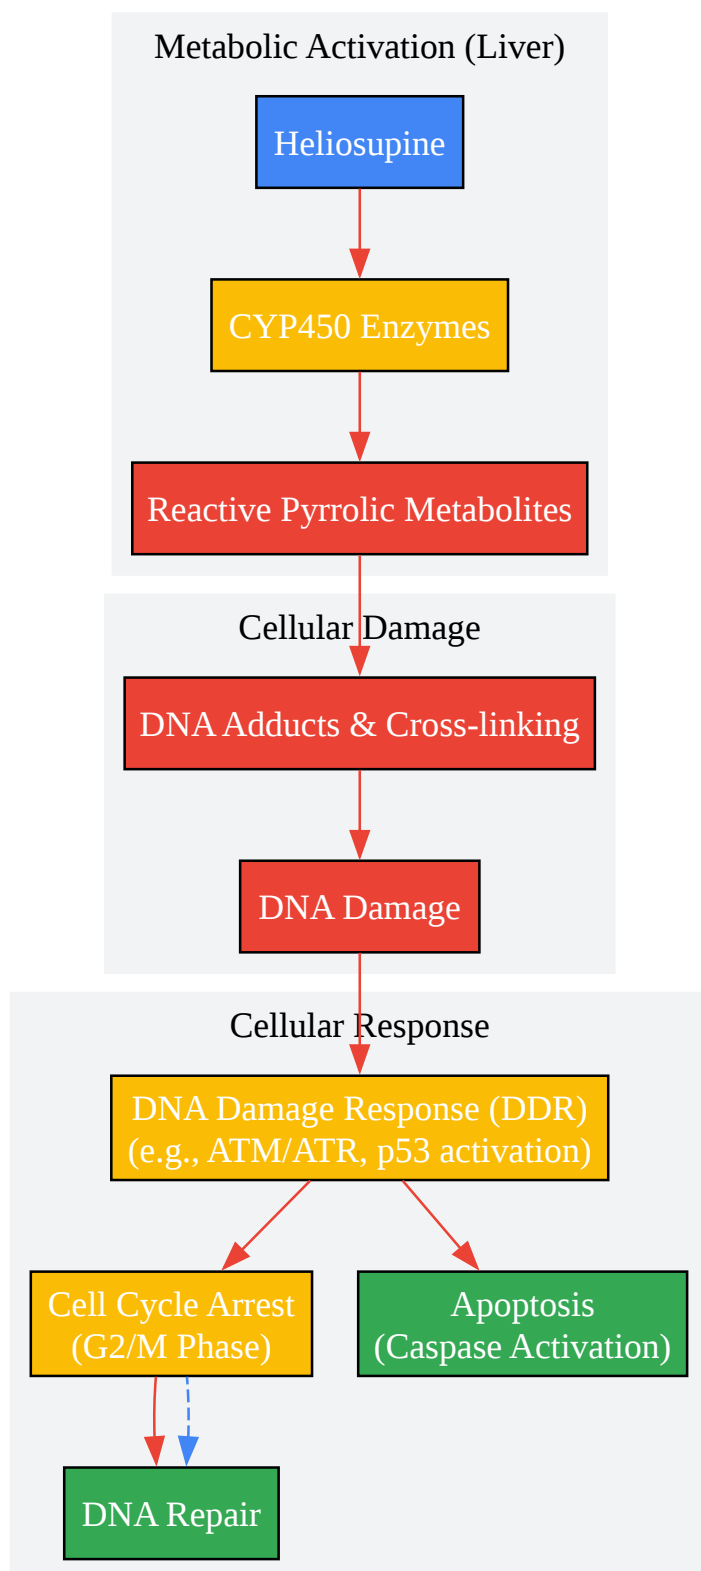 Metabolic Activation (Liver)
Heliosupine
CYP450 Enzymes
Reactive Pyrrolic Metabolites
Cellular Damage
DNA Adducts & Cross-linking
DNA Damage
Cellular Response
DNA Damage Response (DDR)
(e.g., ATM/ATR, p53 activation)
Cell Cycle Arrest
(G2/M Phase)
Apoptosis
(Caspase Activation)
DNA Repair